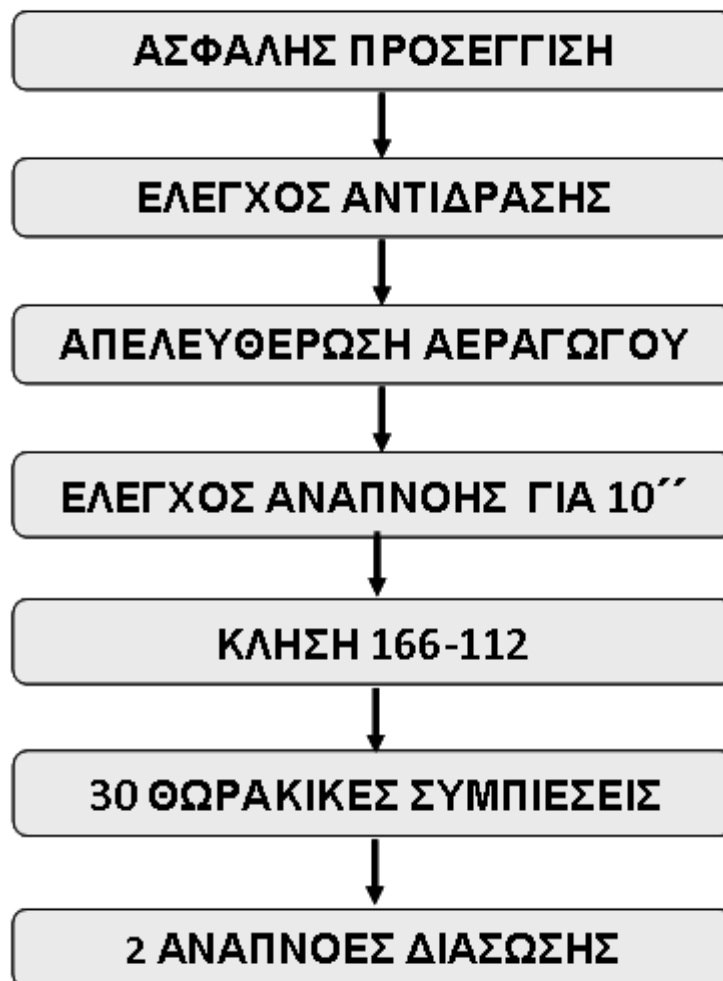 ΑΣΦΑΛΗΣ ΠΡΟΣΕΓΓΙΣΗ
ΕΛΕΓΧΟΣ ΑΝΤΙΔΡΑΣΗΣ
ΑΠΕΛΕΥΘΕΡΩΣΗ ΑΕΡΑΓΩΓΟΥ
ΕΛΕΓΧΟΣ ΑΝΑΠΝΟΗΣ ΓΙΑ 10´´
ΚΛΗΣΗ 166-112
30 ΘΩΡΑΚΙΚΕΣ ΣΥΜΠΙΕΣΕΙΣ
2 ΑΝΑΠΝΟΕΣ ΔΙΑΣΩΣΗΣ